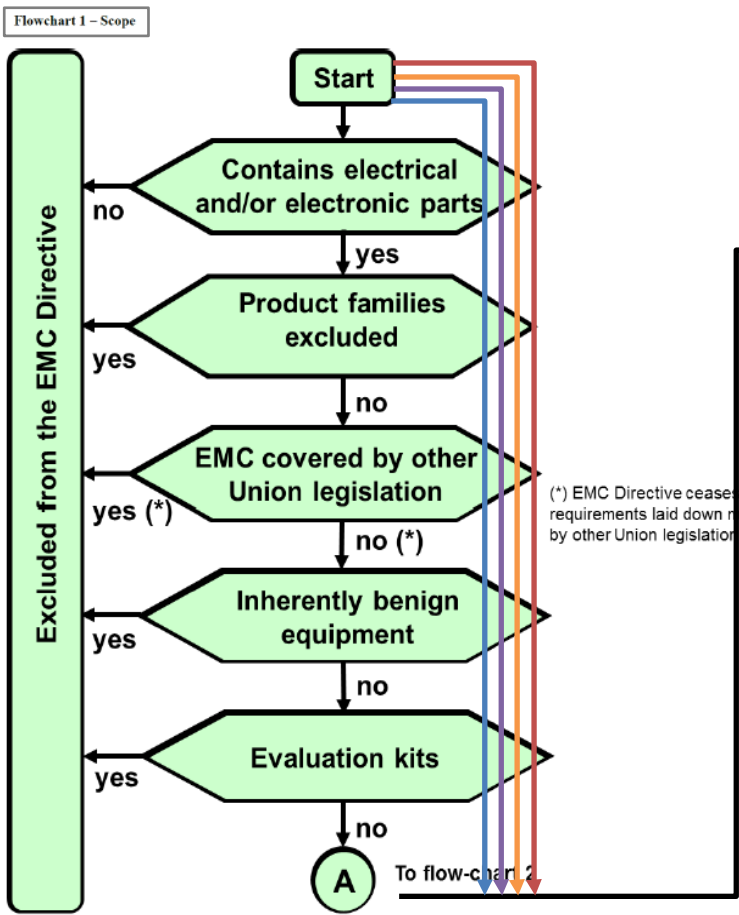 Flowchart 1 – Scope
Start
Contains electrical
and/or electronic parts
no
yes
Product families
excluded
yes
no
EMC covered by other
Union legislation
yes (*)
no (*)
(*) EMC Directive ceases
requirements laid down
by other Union legislation
Inherently benign
equipment
yes
no
Evaluation kits
yes
no
A
To flow-chart 2
Excluded from the EMC Directive